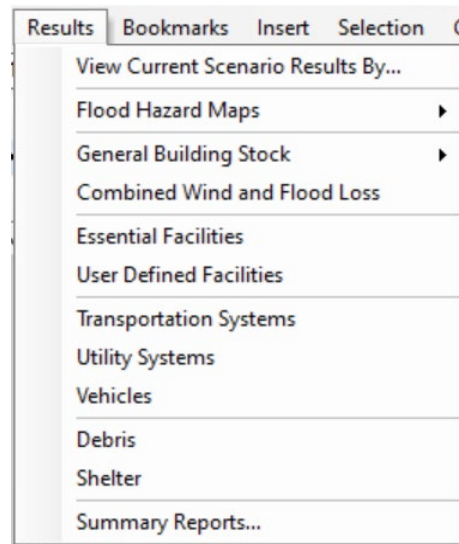 Results Bookmarks Insert Selection
View Current Scenario Results By...
Flood Hazard Maps
General Building Stock
Combined Wind and Flood Loss
Essential Facilities
User Defined Facilities
Transportation Systems
Utility Systems
Vehicles
Debris
Shelter
Summary Reports...